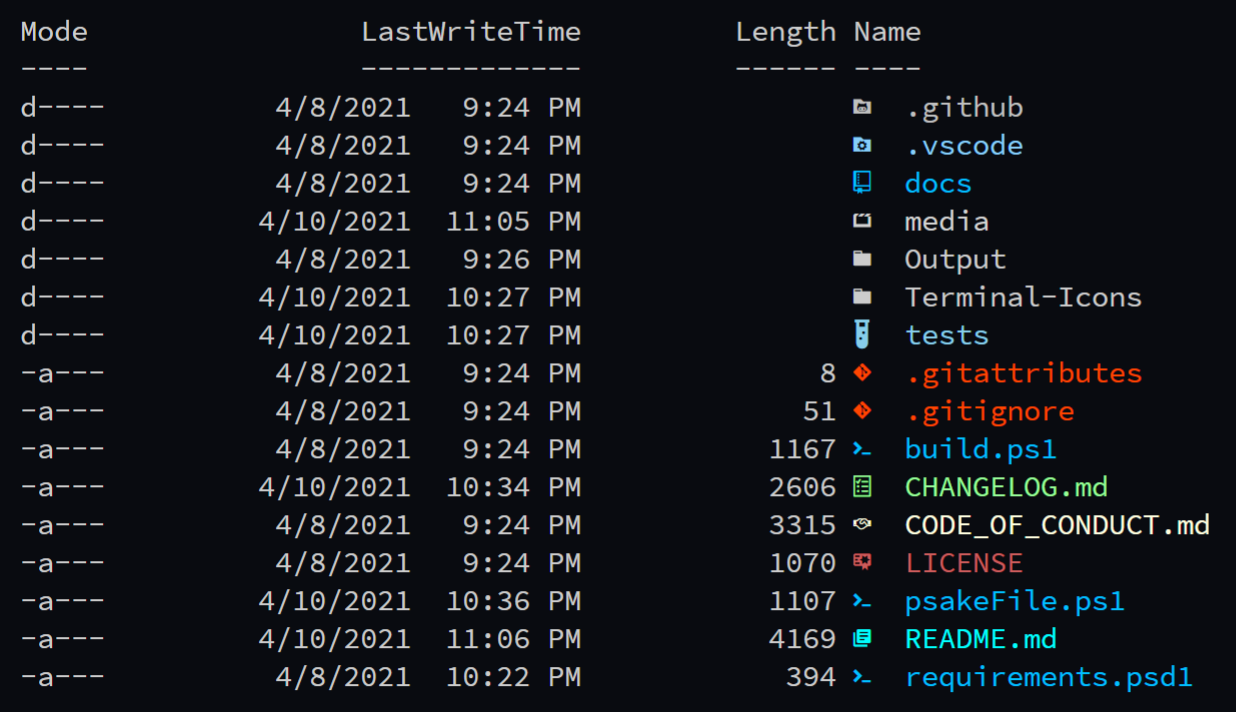 Mode LastWriteTime Length Name
---- ------------- ------ ----
d---- 4/8/2021 9:24 PM .github
d---- 4/8/2021 9:24 PM .vscode
d---- 4/8/2021 9:24 PM docs
d---- 4/10/2021 11:05 PM media
d---- 4/8/2021 9:26 PM Output
d---- 4/10/2021 10:27 PM Terminal-Icons
d---- 4/10/2021 10:27 PM tests
-a--- 4/8/2021 9:24 PM 8 .gitattributes
-a--- 4/8/2021 9:24 PM 51 .gitignore
-a--- 4/8/2021 9:24 PM 1167 build.ps1
-a--- 4/10/2021 10:34 PM 2606 CHANGELOG.md
-a--- 4/8/2021 9:24 PM 3315 CODE_OF_CONDUCT.md
-a--- 4/8/2021 9:24 PM 1070 LICENSE
-a--- 4/10/2021 10:36 PM 1107 psakeFile.ps1
-a--- 4/10/2021 11:06 PM 4169 README.md
-a--- 4/8/2021 10:22 PM 394 requirements.psd1